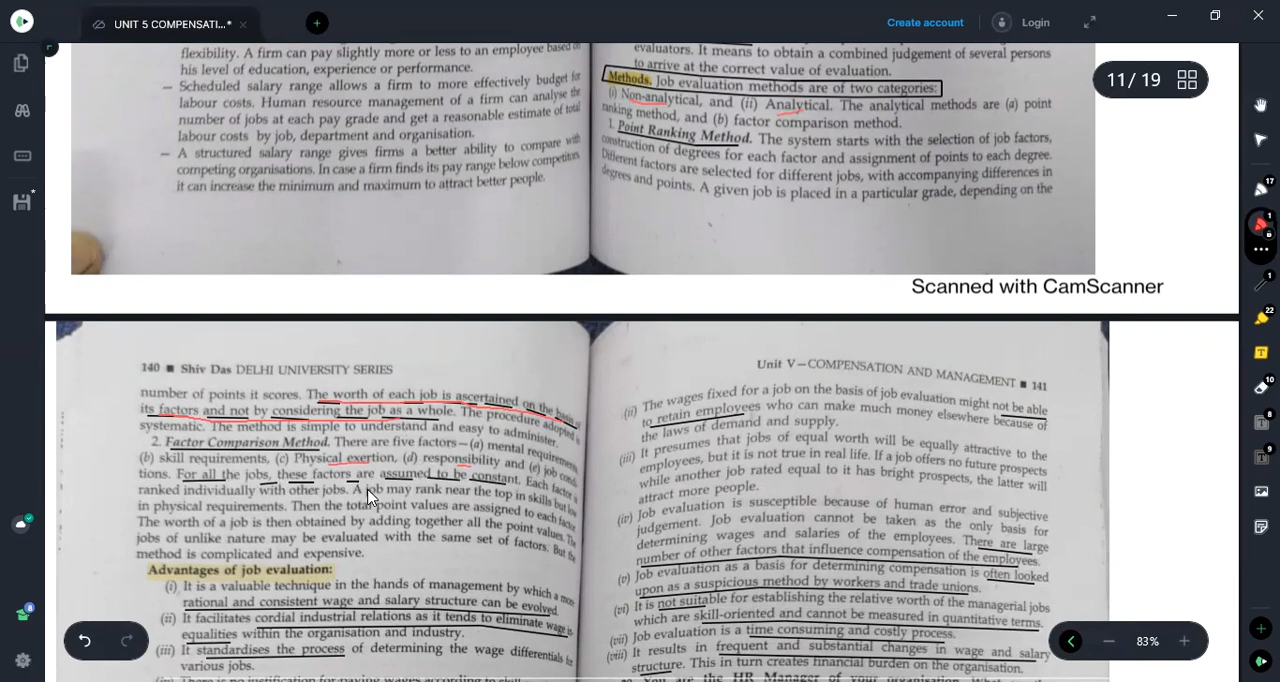 UNIT 5 COMPENSATI...*
Create account
Login
flexibility. A firm can pay slightly more or less to an employee based on
his level of education, experience or performance.
– Scheduled salary range allows a firm to more effectively budget for
labour costs. Human resource management of a firm can analyse the
number of jobs at each pay grade and get a reasonable estimate of total
labour costs by job, department and organisation.
– A structured salary range gives firms a better ability to compare with
competing organisations. In case a firm finds its pay range below competitors
it can increase the minimum and maximum to attract better people.
evaluators. It means to obtain a combined judgement of several persons
to arrive at the correct value of evaluation.
Methods. Job evaluation methods are of two categories:
(i) Non-analytical, and (ii) Analytical. The analytical methods are (a) point
ranking method, and (b) factor comparison method.
1. Point Ranking Method. The system starts with the selection of job factors,
construction of degrees for each factor and assignment of points to each degree.
Different factors are selected for different jobs, with accompanying differences in
degrees and points. A given job is placed in a particular grade, depending on the
11/19
Scanned with CamScanner
140 ■ Shiv Das DELHI UNIVERSITY SERIES
number of points it scores. The worth of each job is ascertained on the basis of
its factors and not by considering the job as a whole. The procedure adopted is
systematic. The method is simple to understand and easy to administer.
2. Factor Comparison Method. There are five factors—(a) mental requirements,
(b) skill requirements, (c) Physical exertion, (d) responsibility and (e) job condi-
tions. For all the jobs, these factors are assumed to be constant. Each factor is
ranked individually with other jobs. A job may rank near the top in skills but low
in physical requirements. Then the total point values are assigned to each factor
The worth of a job is then obtained by adding together all the point values. The
jobs of unlike nature may be evaluated with the same set of factors. But the
method is complicated and expensive.
Advantages of job evaluation:
(i) It is a valuable technique in the hands of management by which a more
rational and consistent wage and salary structure can be evolved.
(ii) It facilitates cordial industrial relations as it tends to eliminate wage in-
equalities within the organisation and industry.
(iii) It standardises the process of determining the wage differentials for
various jobs.
Unit V—COMPENSATION AND MANAGEMENT ■ 141
(ii) The wages fixed for a job on the basis of job evaluation might not be able
to retain employees who can make much money elsewhere because of
the laws of demand and supply.
(iii) It presumes that jobs of equal worth will be equally attractive to the
employees, but it is not true in real life. If a job offers no future prospects
while another job rated equal to it has bright prospects, the latter will
attract more people.
(iv) Job evaluation is susceptible because of human error and subjective
judgement. Job evaluation cannot be taken as the only basis for
determining wages and salaries of the employees. There are large
number of other factors that influence compensation of the employees.
(v) Job evaluation as a basis for determining compensation is often looked
upon as a suspicious method by workers and trade unions.
(vi) It is not suitable for establishing the relative worth of the managerial jobs
which are skill-oriented and cannot be measured in quantitative terms.
(vii) Job evaluation is a time consuming and costly process.
(viii) It results in frequent and substantial changes in wage and salary
structure. This in turn creates financial burden on the organisation.
83%
17
1
1
22
T
10
8
9
8